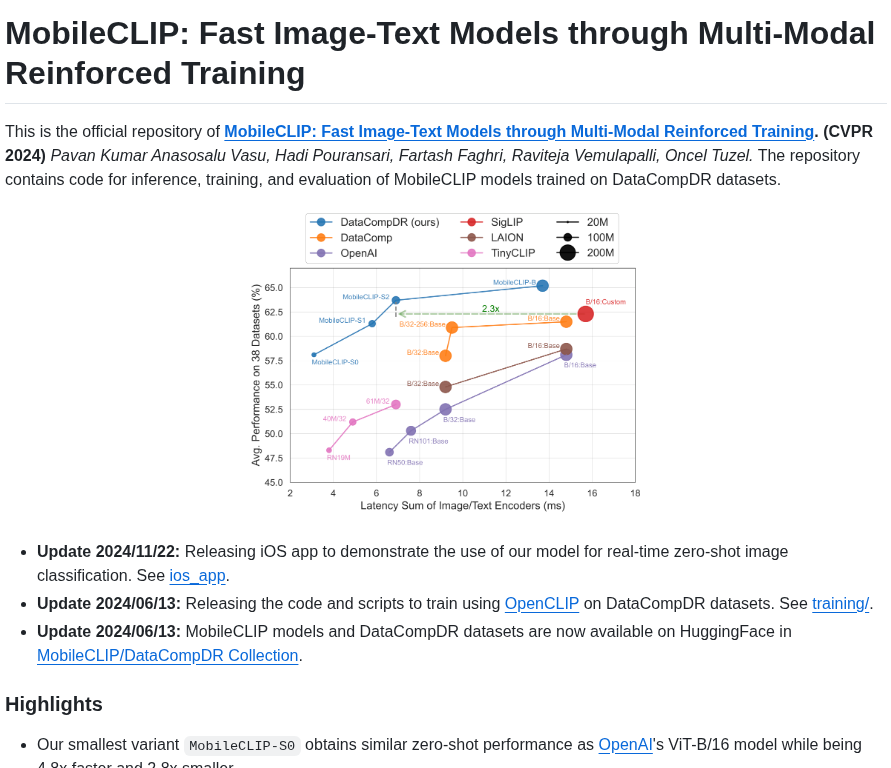 MobileCLIP: Fast Image-Text Models through Multi-Modal
Reinforced Training
This is the official repository of MobileCLIP: Fast Image-Text Models through Multi-Modal Reinforced Training. (CVPR
2024) Pavan Kumar Anasosalu Vasu, Hadi Pouransari, Fartash Faghri, Raviteja Vemulapalli, Oncel Tuzel. The repository
contains code for inference, training, and evaluation of MobileCLIP models trained on DataCompDR datasets.
DataCompDR (ours) SigLIP 20M
DataComp LAION 100M
OpenAI TinyCLIP 200M
Avg. Performance on 38 Datasets (%)
65.0
62.5
60.0
57.5
55.0
52.5
50.0
47.5
45.0
MobileCLIP-B
MobileCLIP-S2
B/16:Custom
2.3x
MobileCLIP-S1
B/32-256:Base
B/16:Base
MobileCLIP-S0
B/32:Base
B/16:Base
B/16:Base
B/32:Base
61M/32
40M/32
B/32:Base
RN101:Base
RN19M
RN50:Base
2 4 6 8 10 12 14 16 18
Latency Sum of Image/Text Encoders (ms)
• Update 2024/11/22: Releasing iOS app to demonstrate the use of our model for real-time zero-shot image
classification. See ios_app.
• Update 2024/06/13: Releasing the code and scripts to train using OpenCLIP on DataCompDR datasets. See training/.
• Update 2024/06/13: MobileCLIP models and DataCompDR datasets are now available on HuggingFace in
MobileCLIP/DataCompDR Collection.
Highlights
• Our smallest variant MobileCLIP-S0 obtains similar zero-shot performance as OpenAI's ViT-B/16 model while being
4.8x faster and 2.8x smaller